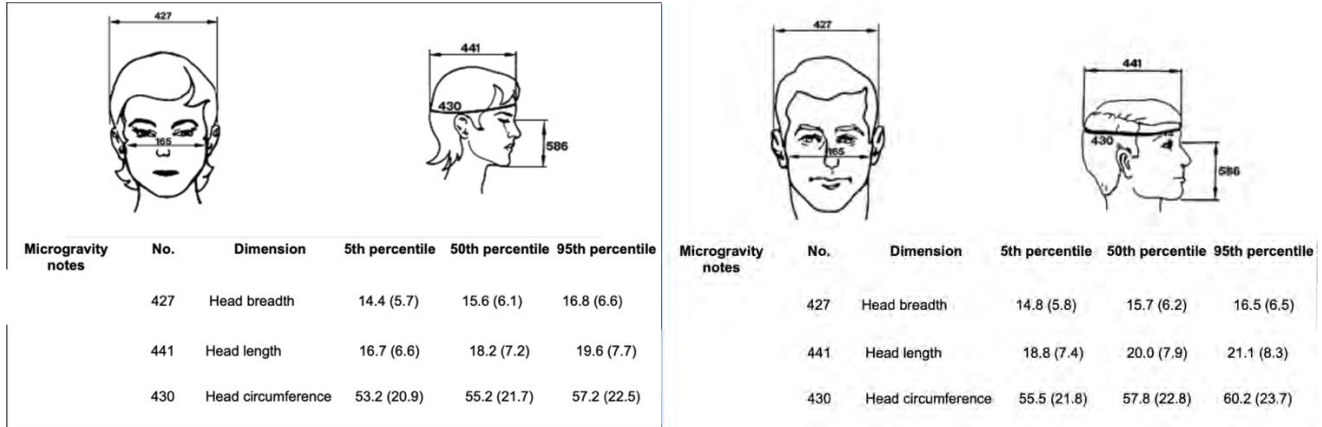 427
441
430
165
586
Microgravity notes No. Dimension 5th percentile 50th percentile 95th percentile
427 Head breadth 14.4 (5.7) 15.6 (6.1) 16.8 (6.6)
441 Head length 16.7 (6.6) 18.2 (7.2) 19.6 (7.7)
430 Head circumference 53.2 (20.9) 55.2 (21.7) 57.2 (22.5)
427
441
430
165
586
Microgravity notes No. Dimension 5th percentile 50th percentile 95th percentile
427 Head breadth 14.8 (5.8) 15.7 (6.2) 16.5 (6.5)
441 Head length 18.8 (7.4) 20.0 (7.9) 21.1 (8.3)
430 Head circumference 55.5 (21.8) 57.8 (22.8) 60.2 (23.7)